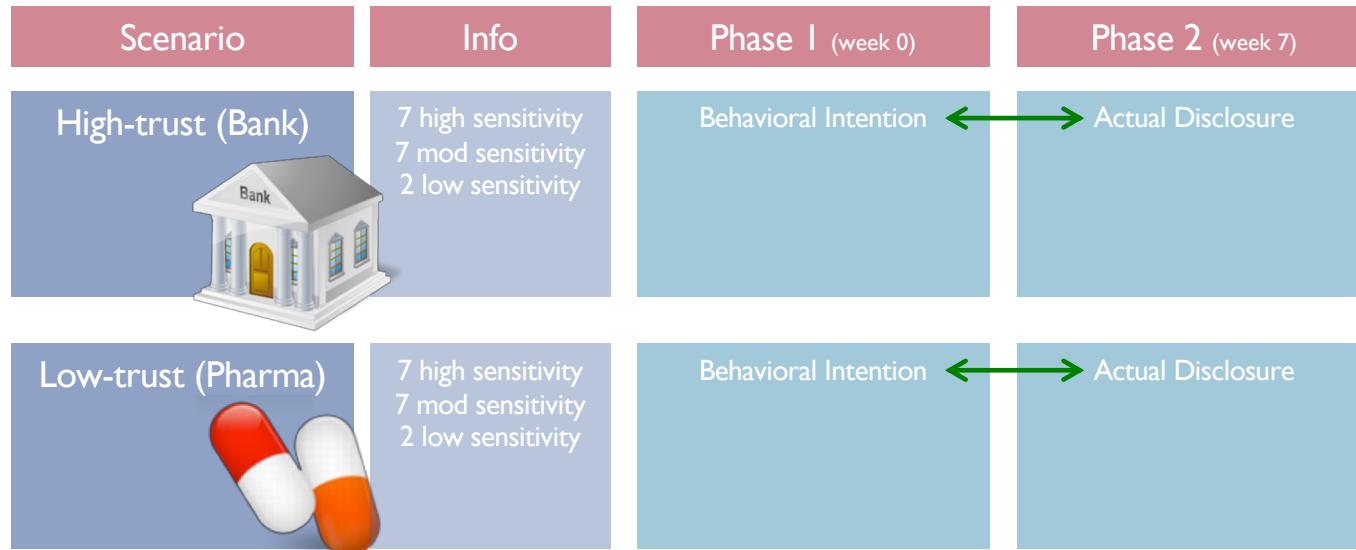 Scenario
Info
Phase 1 (week 0)
Phase 2 (week 7)
High-trust (Bank)
Bank
7 high sensitivity
7 mod sensitivity
2 low sensitivity
Behavioral Intention
Actual Disclosure
Low-trust (Pharma)
7 high sensitivity
7 mod sensitivity
2 low sensitivity
Behavioral Intention
Actual Disclosure